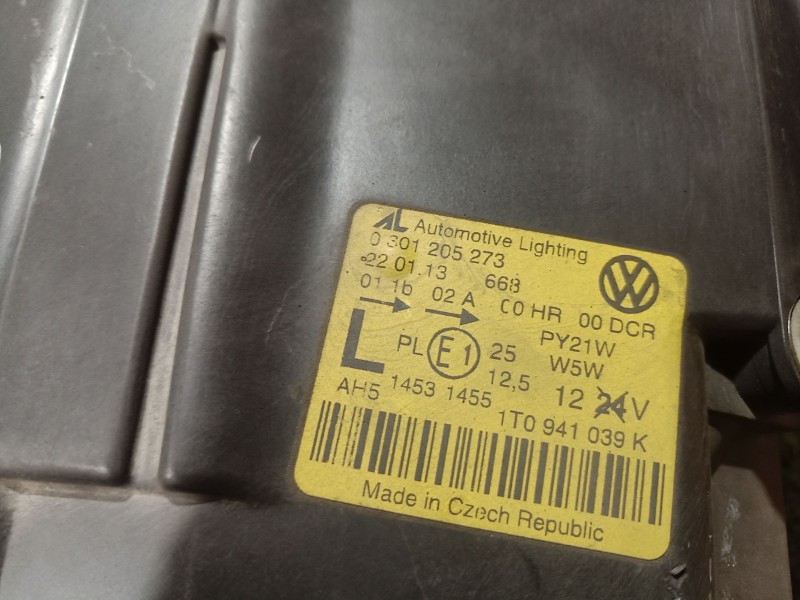 AL Automotive Lighting
0 301 205 273
22 01.13 668
01 1b 02 A 00 HR 00 DCR
PY21W
L PL E1 25 W5W
12,5 12 24 V
AH5 1453 1455
1T0 941 039 K
Made in Czech Republic